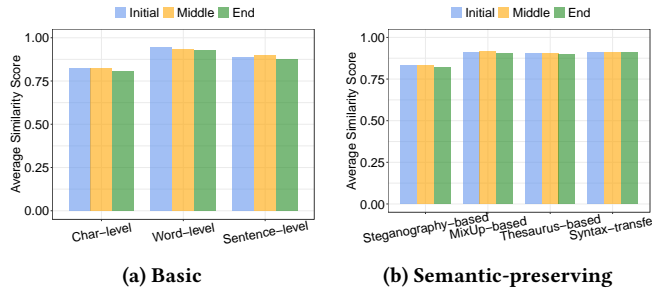 Initial Middle End
Average Similarity Score
1.00
0.75
0.50
0.25
0.00
Char−level Word−level Sentence−level
(a) Basic
Initial Middle End
Average Similarity Score
1.00
0.75
0.50
0.25
0.00
Steganography−based MixUp−based Thesaurus−based Syntax−transfer
(b) Semantic-preserving